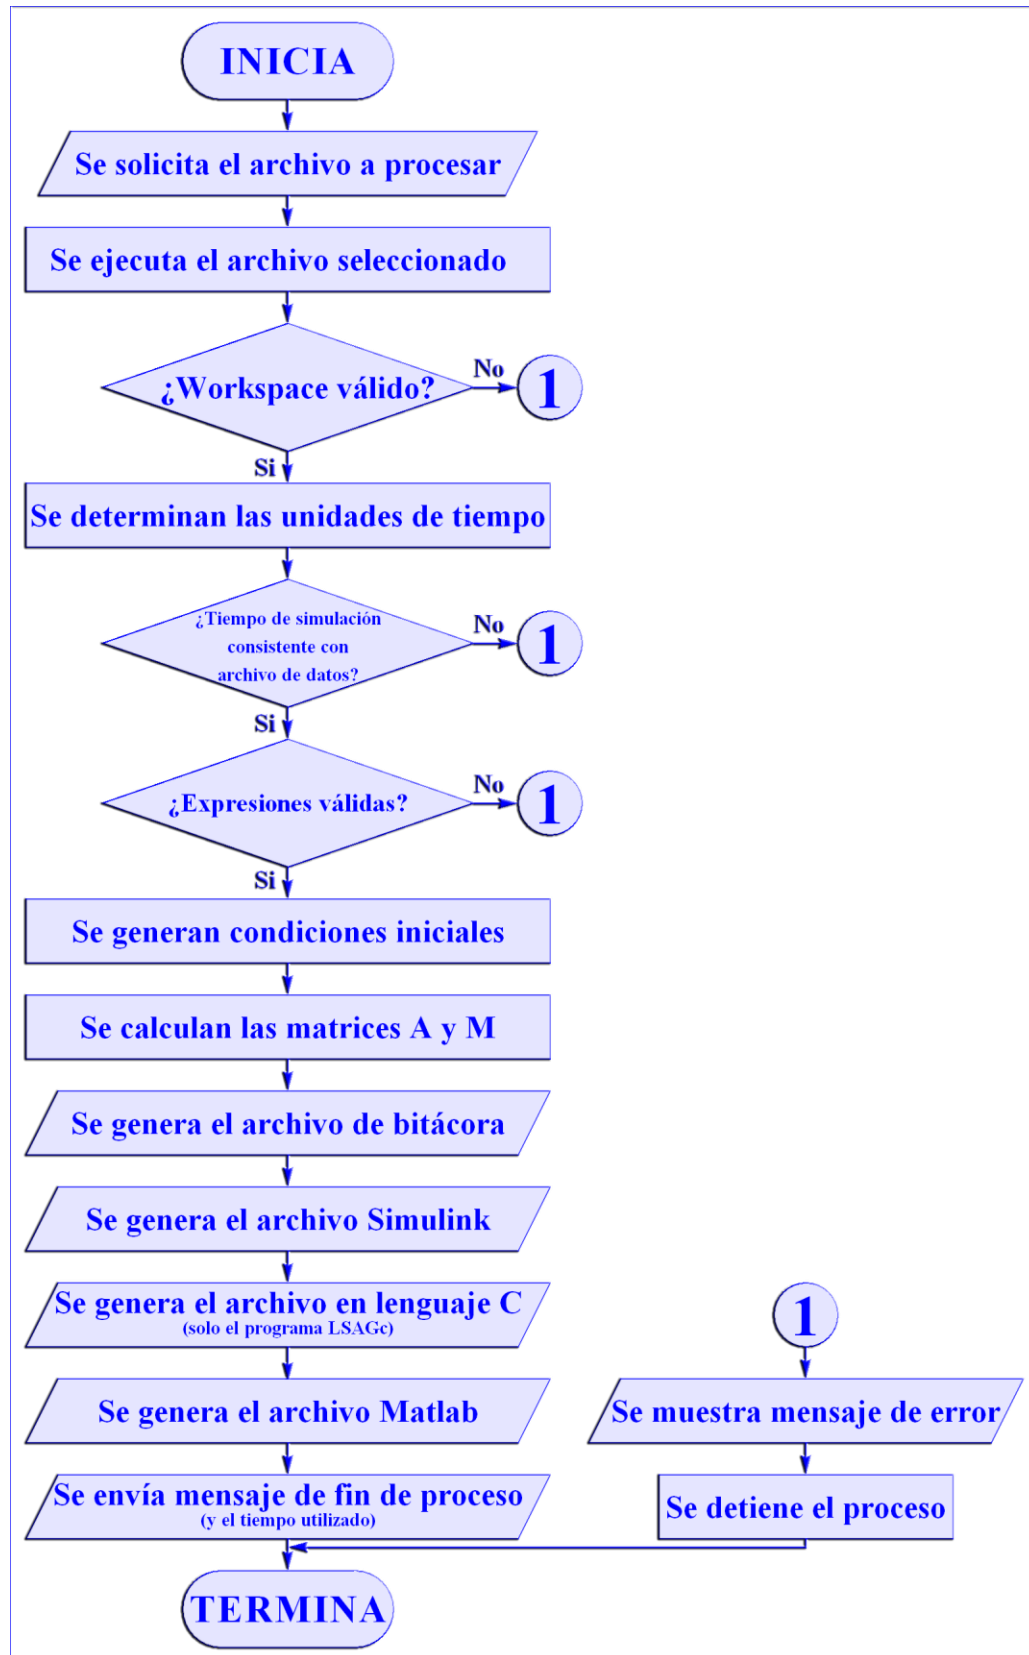 INICIA
Se solicita el archivo a procesar
Se ejecuta el archivo seleccionado
¿Workspace válido?
No
1
Si
Se determinan las unidades de tiempo
¿Tiempo de simulación
consistente con
archivo de datos?
No
1
Si
¿Expresiones válidas?
No
1
Si
Se generan condiciones iniciales
Se calculan las matrices A y M
Se genera el archivo de bitácora
Se genera el archivo Simulink
Se genera el archivo en lenguaje C
(solo el programa LSAGc)
Se genera el archivo Matlab
Se envía mensaje de fin de proceso
(y el tiempo utilizado)
1
Se muestra mensaje de error
Se detiene el proceso
TERMINA